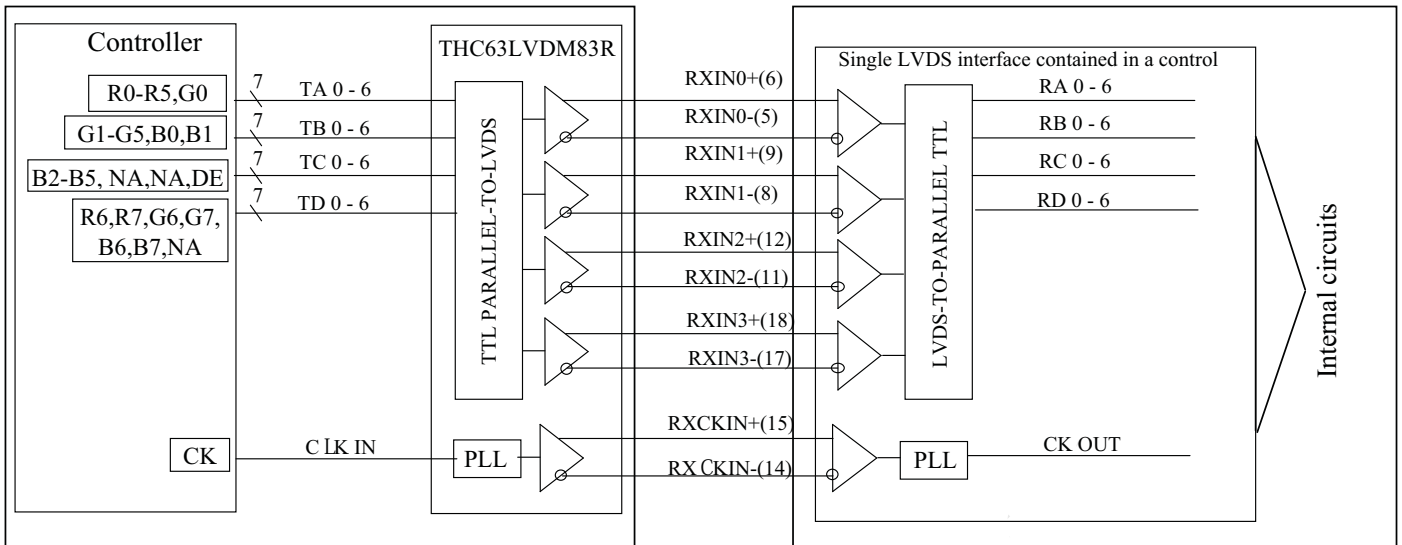 Controller
R0-R5,G0
G1-G5,B0,B1
B2-B5, NA,NA,DE
R6,R7,G6,G7,
B6,B7,NA
CK
7
TA 0 - 6
7
TB 0 - 6
7
TC 0 - 6
7
TD 0 - 6
CLK IN
THC63LVDM83R
TTL PARALLEL-TO-LVDS
PLL
RXIN0+(6)
RXIN0-(5)
RXIN1+(9)
RXIN1-(8)
RXIN2+(12)
RXIN2-(11)
RXIN3+(18)
RXIN3-(17)
RXCKIN+(15)
RXCKIN-(14)
Single LVDS interface contained in a control
LVDS-TO-PARALLEL TTL
PLL
RA 0 - 6
RB 0 - 6
RC 0 - 6
RD 0 - 6
CK OUT
Internal circuits